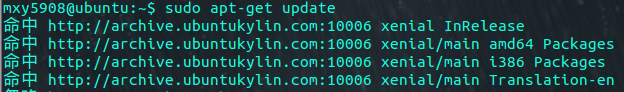 mxy5908@ubuntu:~$ sudo apt-get update
命中 http://archive.ubuntukylin.com:10006 xenial InRelease
命中 http://archive.ubuntukylin.com:10006 xenial/main amd64 Packages
命中 http://archive.ubuntukylin.com:10006 xenial/main i386 Packages
命中 http://archive.ubuntukylin.com:10006 xenial/main Translation-en